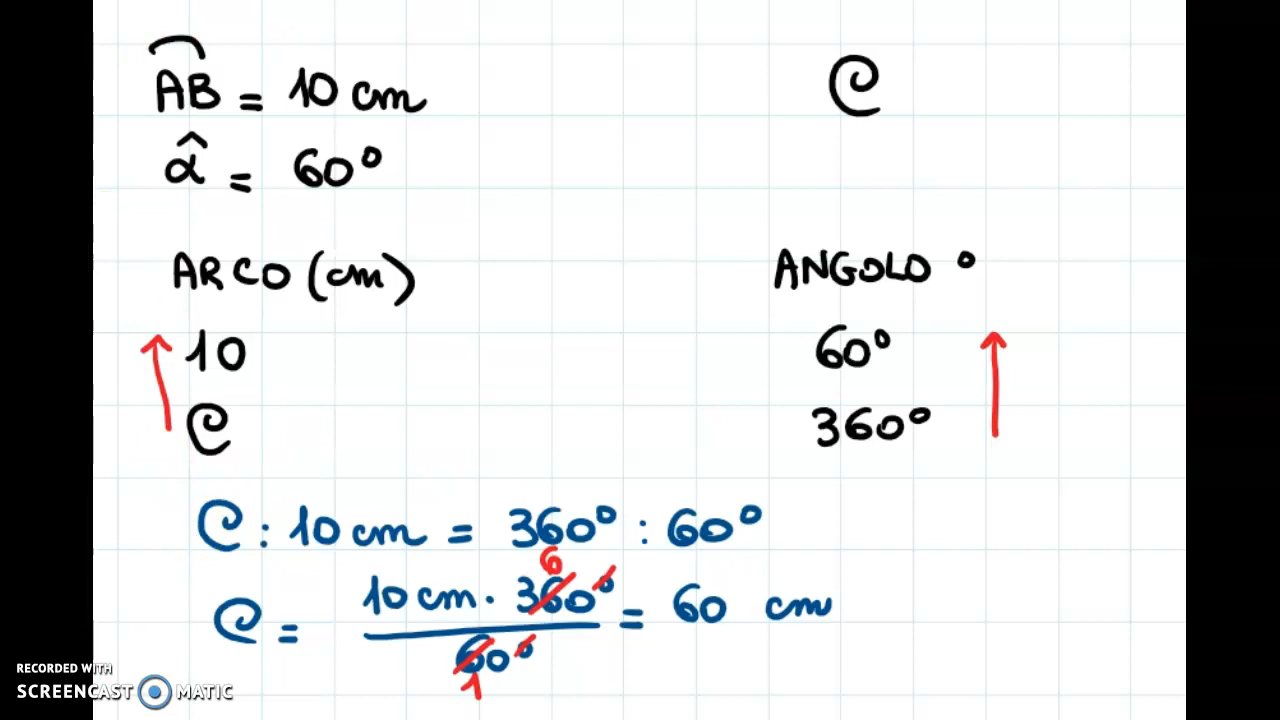 AB = 10 cm
C
α̂ = 60°
ARCO (cm)
ANGOLO °
10
60°
C
360°
C : 10 cm = 360° : 60°
6
C = 10 cm · 360° / 60° = 60 cm
1
RECORDED WITH
SCREENCAST MATIC